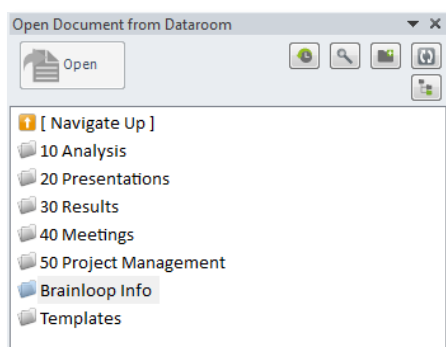 Open Document from Dataroom
Open
[ Navigate Up ]
10 Analysis
20 Presentations
30 Results
40 Meetings
50 Project Management
Brainloop Info
Templates